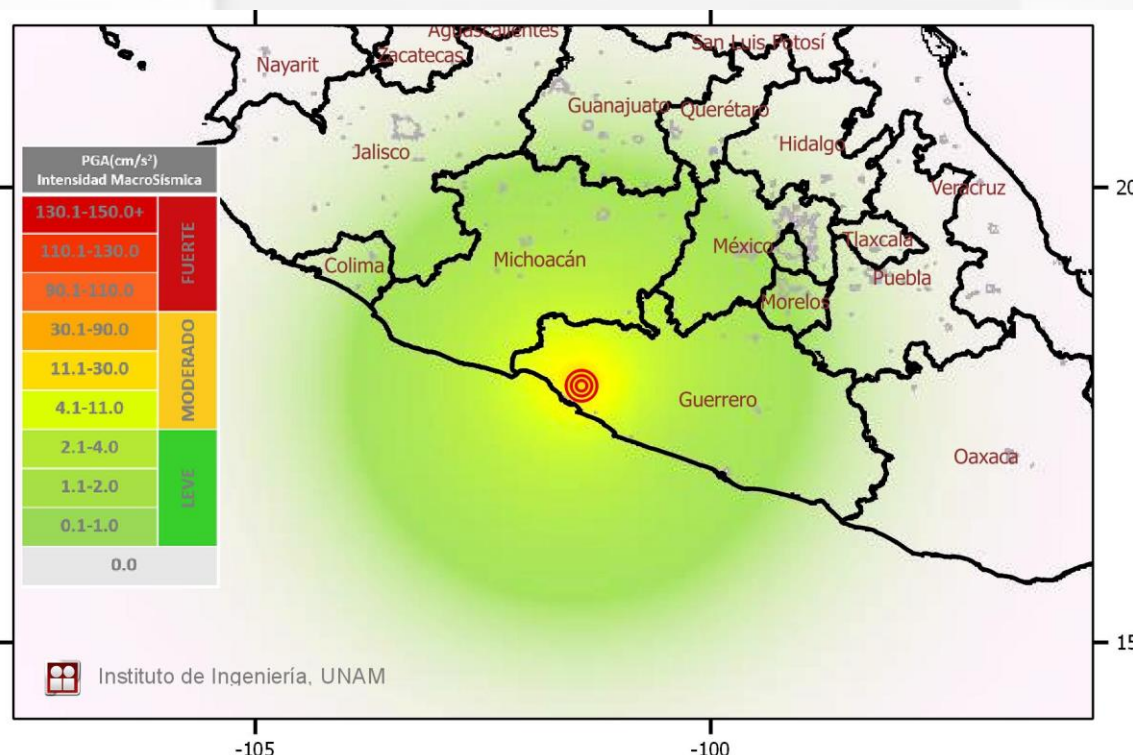 Aguascalientes
San Luis Potosí
Zacatecas
Nayarit
Guanajuato
Querétaro
Hidalgo
Jalisco
PGA(cm/s²)
Intensidad MacroSísmica
130.1-150.0+
110.1-130.0
90.1-110.0
FUERTE
30.1-90.0
11.1-30.0
4.1-11.0
MODERADO
2.1-4.0
1.1-2.0
0.1-1.0
LEVE
0.0
Veracruz
México
Tlaxcala
Colima
Michoacán
Puebla
Morelos
Guerrero
Oaxaca
Instituto de Ingeniería, UNAM
-105
-100